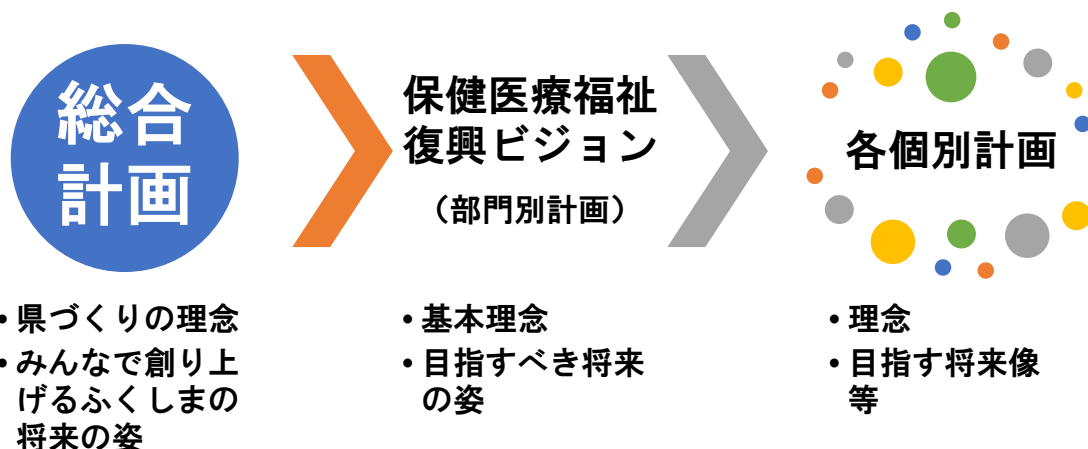 総合
計画
保健医療福祉
復興ビジョン
（部門別計画）
各個別計画
・県づくりの理念
・みんなで創り上
げるふくしまの
将来の姿
・基本理念
・目指すべき将来
の姿
・理念
・目指す将来像
等